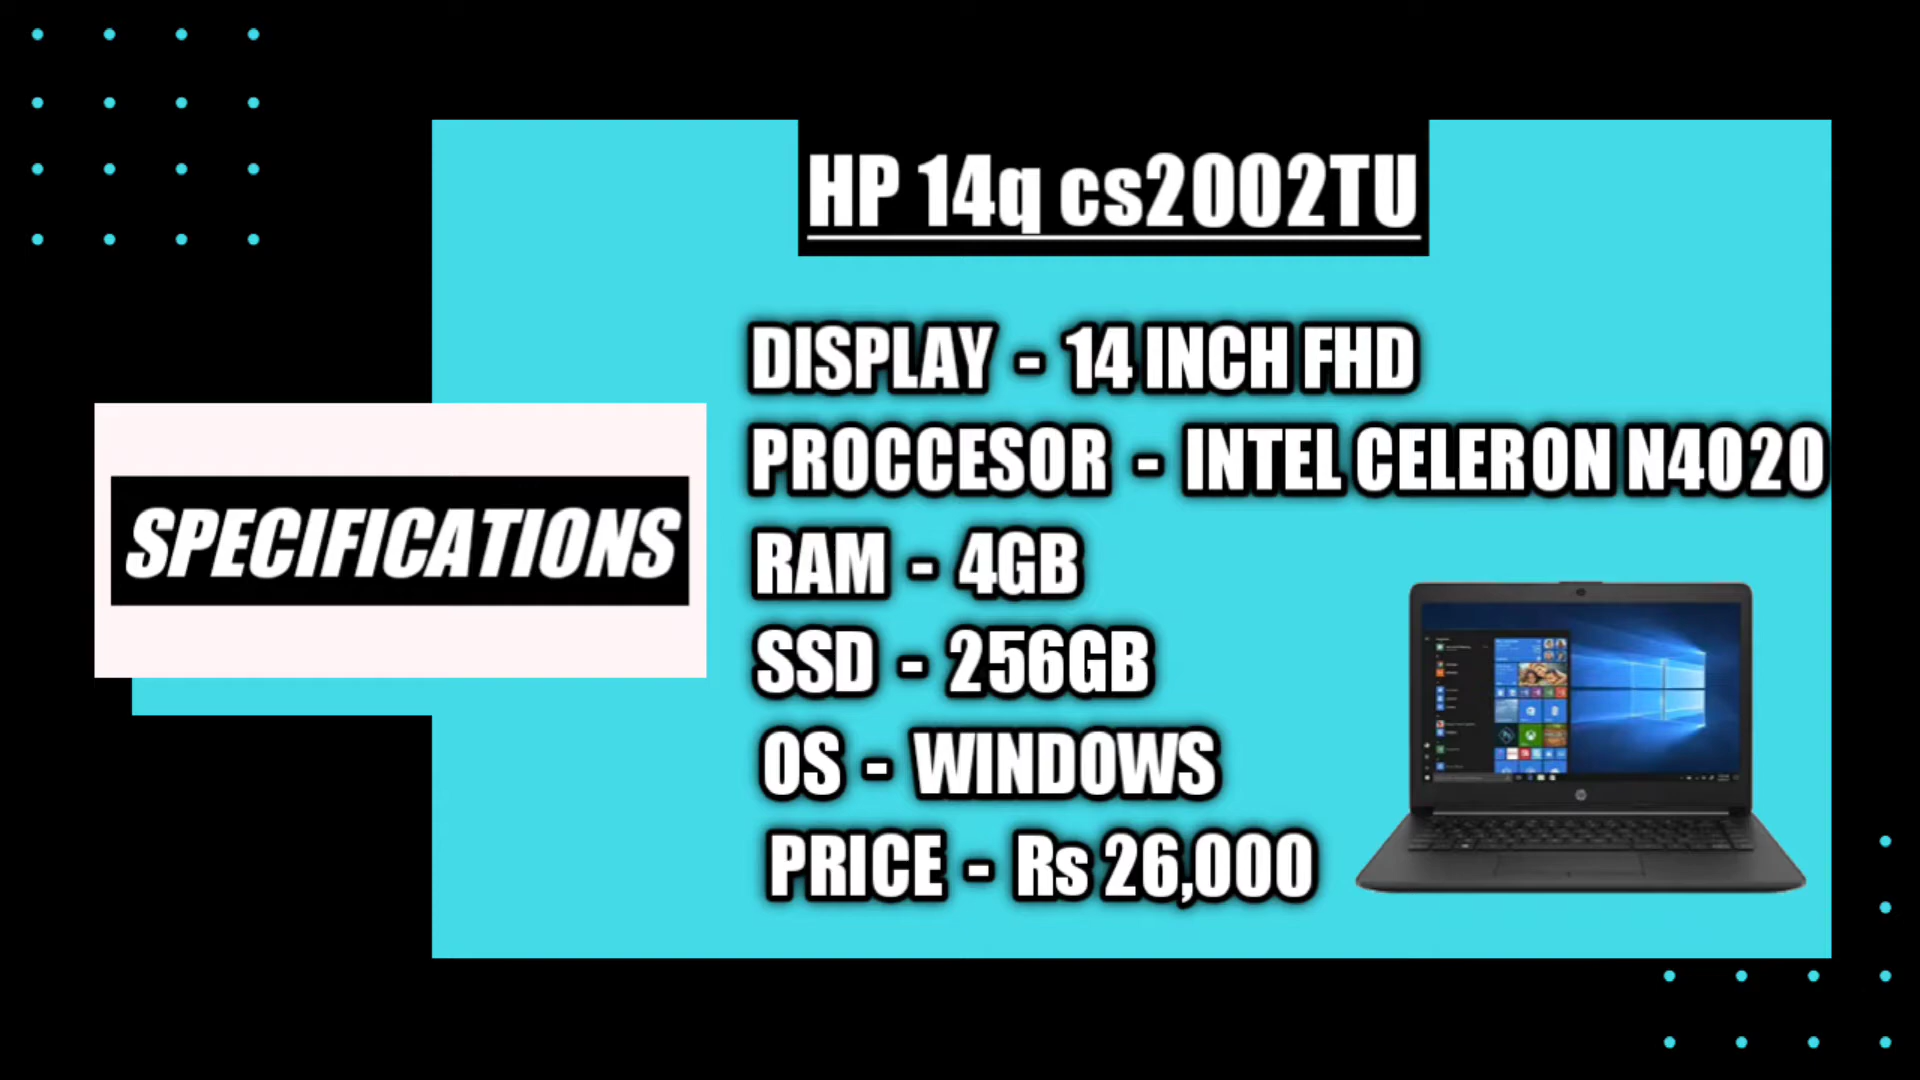 HP 14q cs2002TU
DISPLAY - 14 INCH FHD
PROCCESOR - INTEL CELERON N4020
SPECIFICATIONS
RAM - 4GB
SSD - 256GB
OS - WINDOWS
PRICE - Rs 26,000